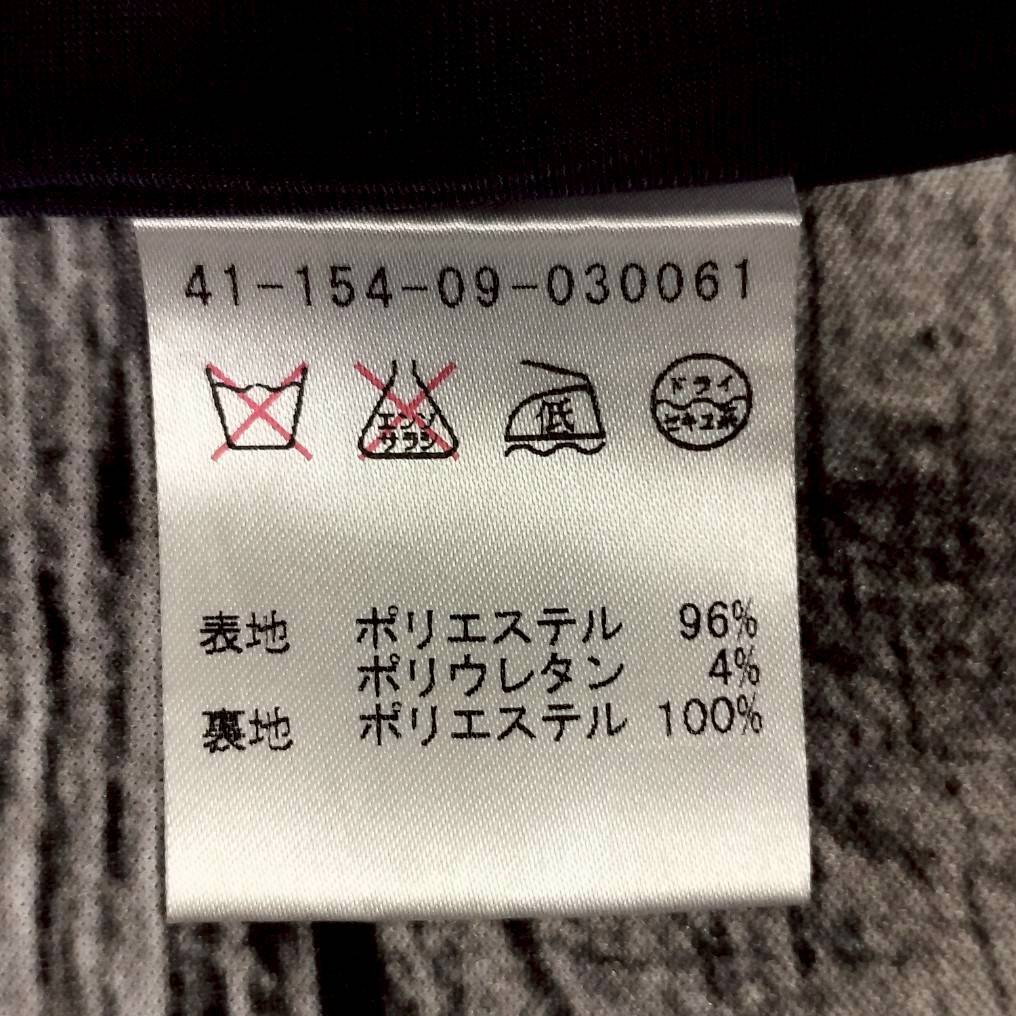 41-154-09-030061
エンソ
サラシ
低
ドライ
セキユ系
表地 ポリエステル 96%
ポリウレタン 4%
裏地 ポリエステル 100%